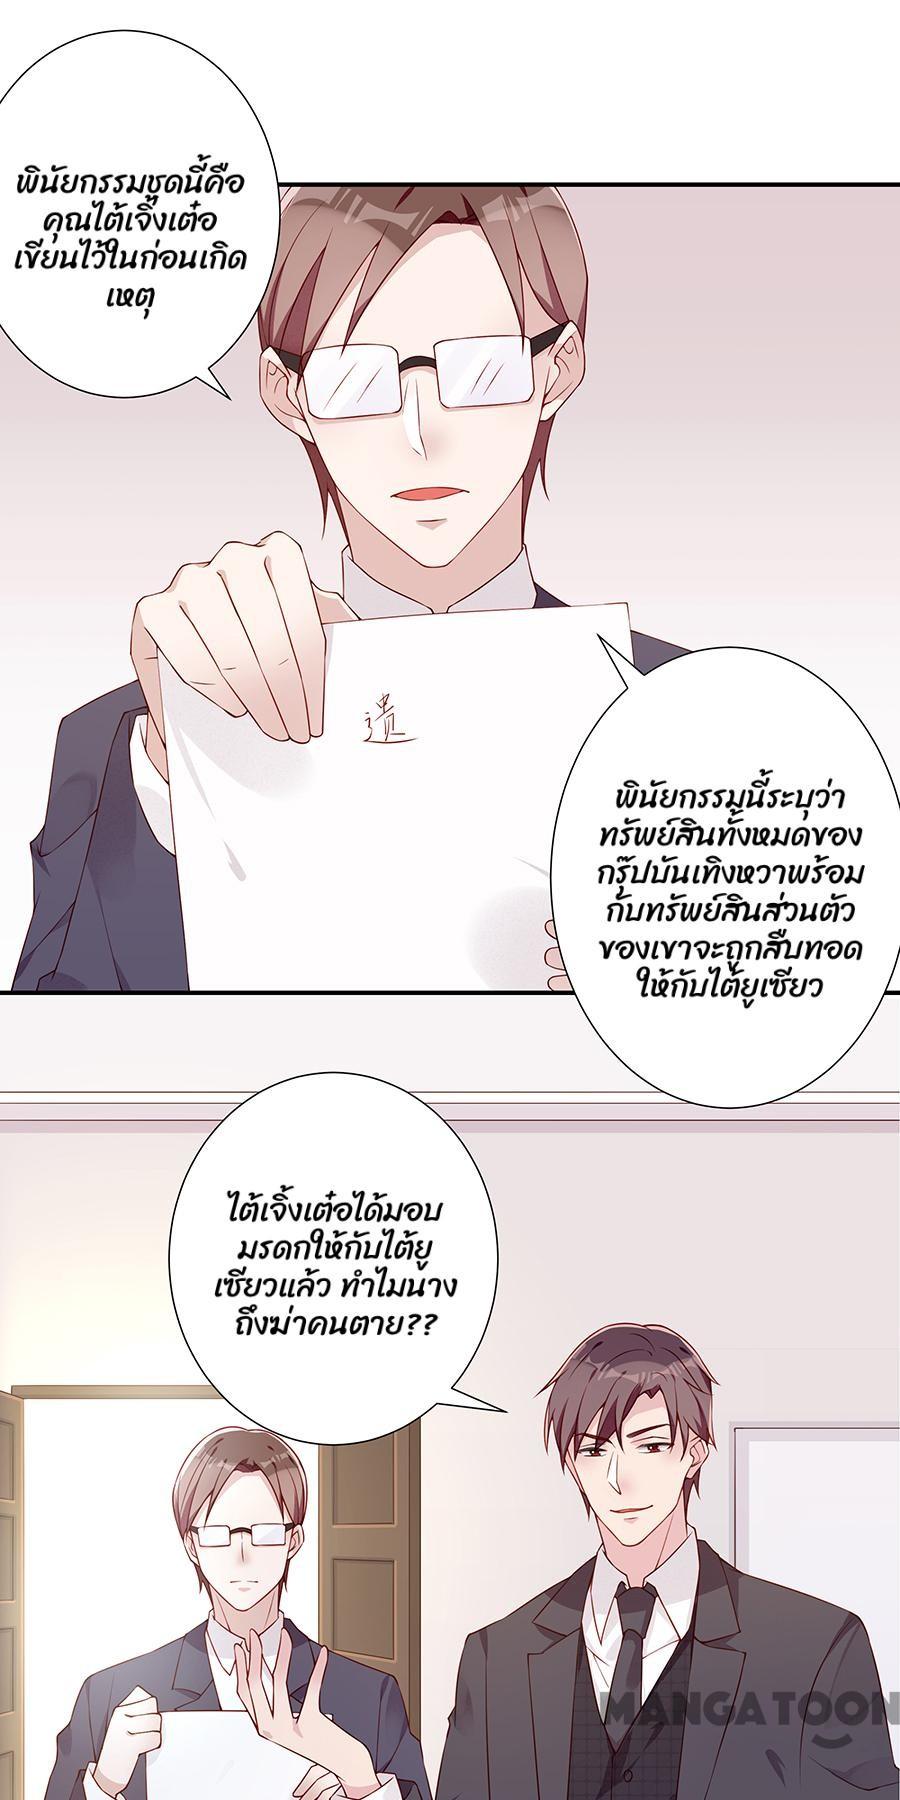 พินัยกรรมชุดนี้คือ
คุณไต้เจิ้งเต๋อ
เขียนไว้ในก่อนเกิด
เหตุ
遗
พินัยกรรมนี้ระบุว่า
ทรัพย์สินทั้งหมดของ
กรุ๊ปบันเทิงหวาพร้อม
กับทรัพย์สินส่วนตัว
ของเขาจะถูกสืบทอด
ให้กับไต้ยูเซียว
ไต้เจิ้งเต๋อได้มอบ
มรดกให้กับไต้ยู
เซียวแล้ว ทำไมนาง
ถึงฆ่าคนตาย??
MANGATOON